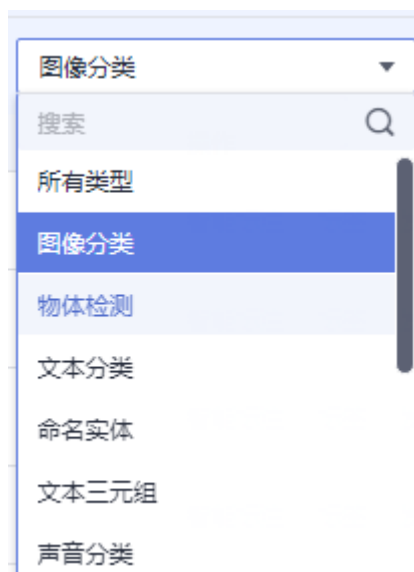 图像分类
搜索
所有类型
图像分类
物体检测
文本分类
命名实体
文本三元组
声音分类